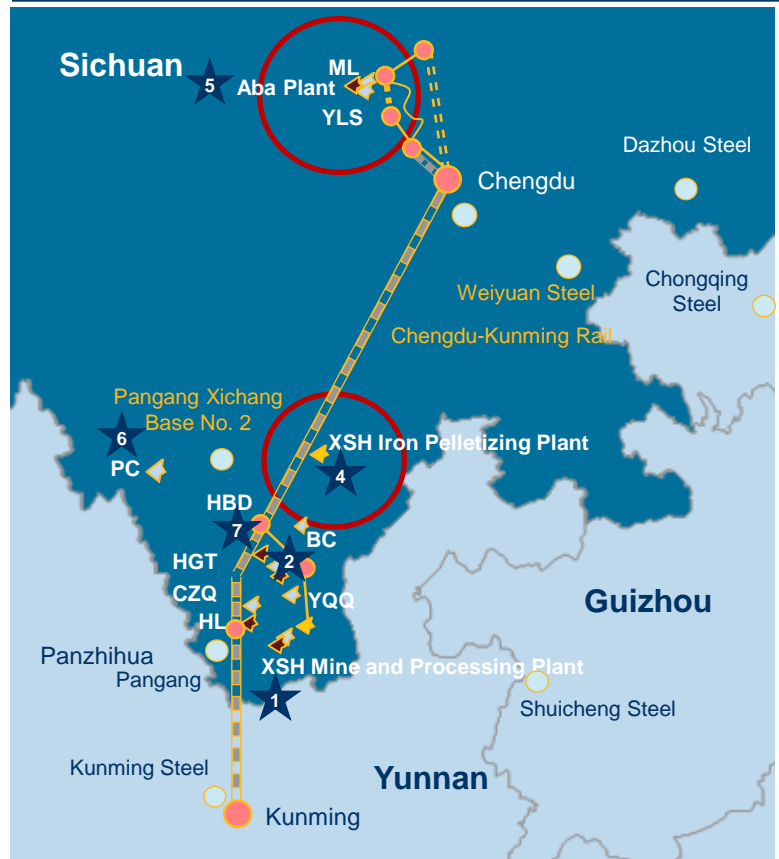 Sichuan
5
ML
Aba Plant
YLS
Dazhou Steel
Chengdu
Chongqing
Steel
Weiyuan Steel
Chengdu-Kunming Rail
Pangang Xichang
Base No. 2
6
PC
XSH Iron Pelletizing Plant
4
HBD
7
BC
2
HGT
CZQ
YQQ
HL
Guizhou
Panzhihua
Pangang
XSH Mine and Processing Plant
1
Shuicheng Steel
Kunming Steel
Yunnan
Kunming